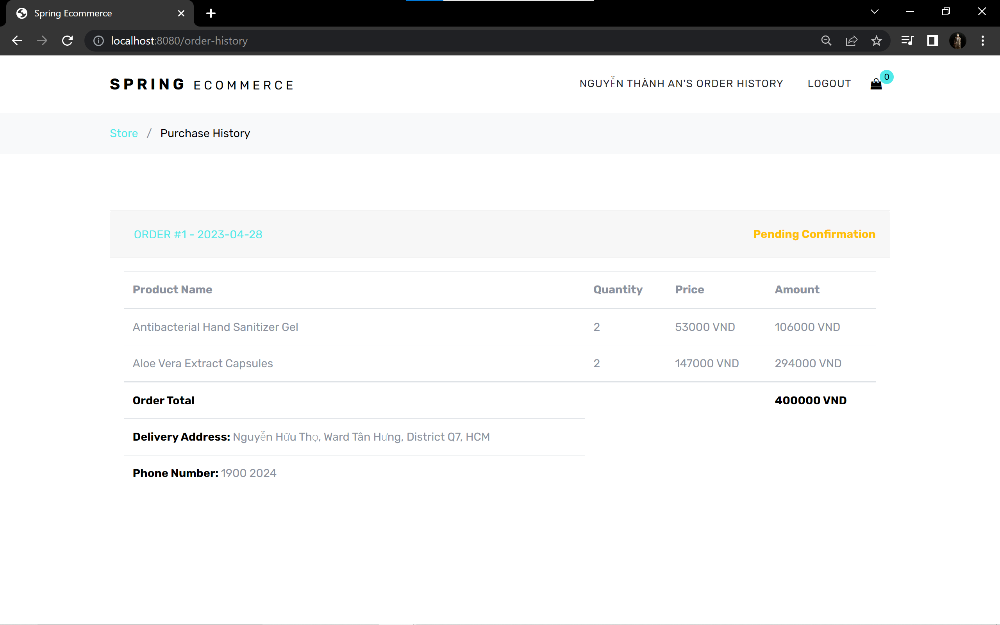 Spring Ecommerce
localhost:8080/order-history
SPRING ECOMMERCE
NGUYỄN THÀNH AN'S ORDER HISTORY LOGOUT 0
Store / Purchase History
ORDER #1 - 2023-04-28 Pending Confirmation
Product Name Quantity Price Amount
Antibacterial Hand Sanitizer Gel 2 53000 VND 106000 VND
Aloe Vera Extract Capsules 2 147000 VND 294000 VND
Order Total 400000 VND
Delivery Address: Nguyễn Hữu Thọ, Ward Tân Hưng, District Q7, HCM
Phone Number: 1900 2024